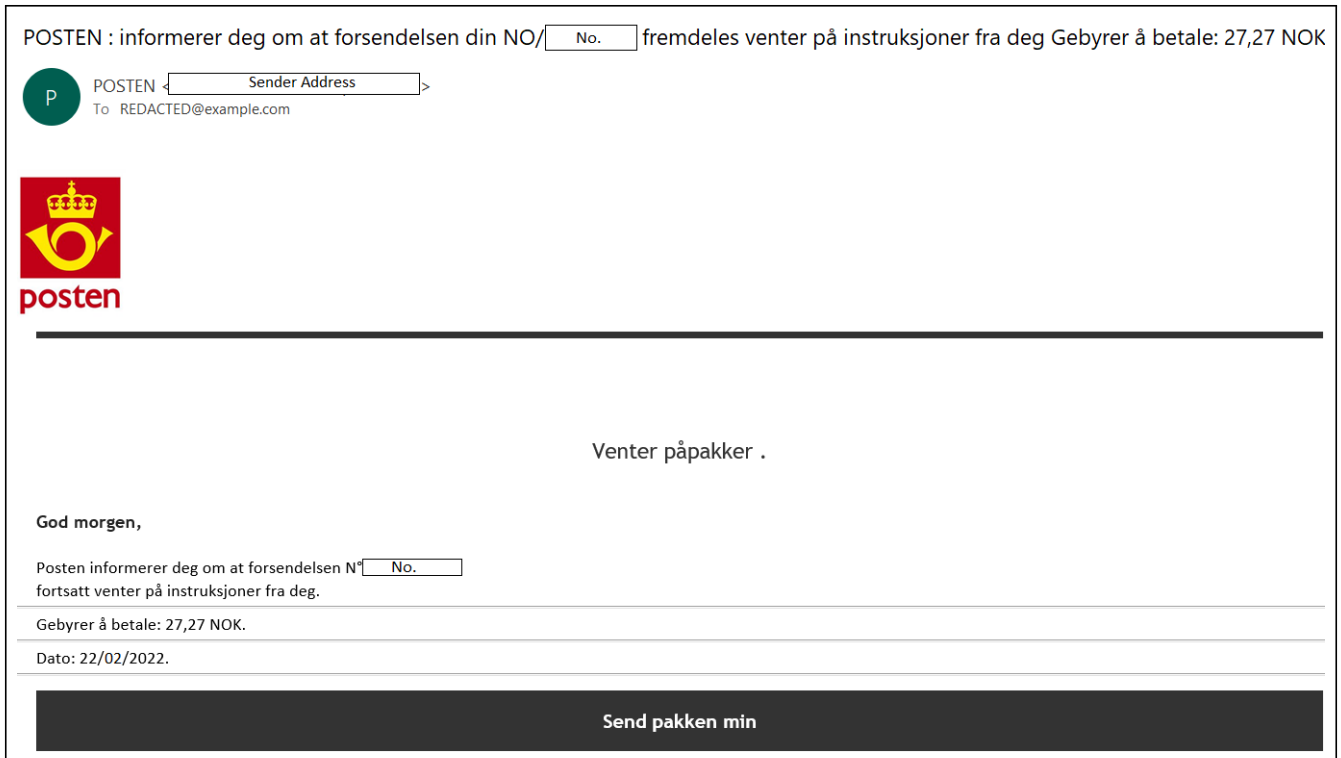 POSTEN : informerer deg om at forsendelsen din NO/ No. fremdeles venter på instruksjoner fra deg Gebyrer å betale: 27,27 NOK
P
POSTEN < Sender Address >
To REDACTED@example.com
posten
Venter påpakker .
God morgen,
Posten informerer deg om at forsendelsen N° No.
fortsatt venter på instruksjoner fra deg.
Gebyrer å betale: 27,27 NOK.
Dato: 22/02/2022.
Send pakken min